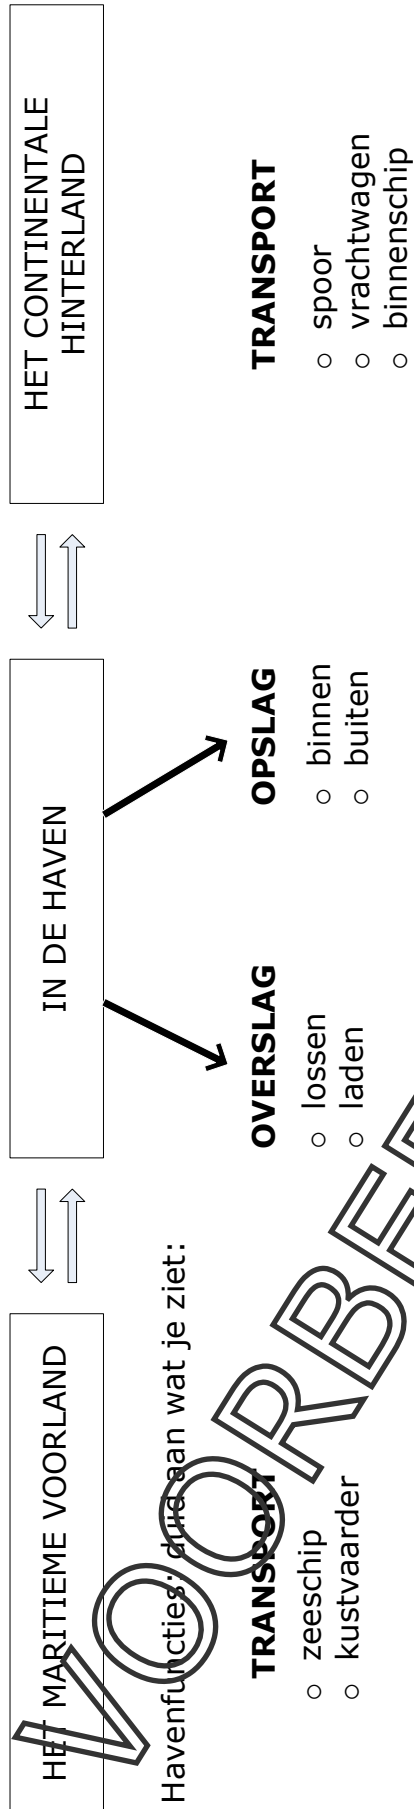 HET MARITIEME VOORLAND
IN DE HAVEN
HET CONTINENTALE
HINTERLAND
Havenfuncties: duid aan wat je ziet:
TRANSPORT
○ zeeschip
○ kustvaarder
OVERSLAG
○ lossen
○ laden
OPSLAG
○ binnen
○ buiten
TRANSPORT
○ spoor
○ vrachtwagen
○ binnenschip
VOORBE